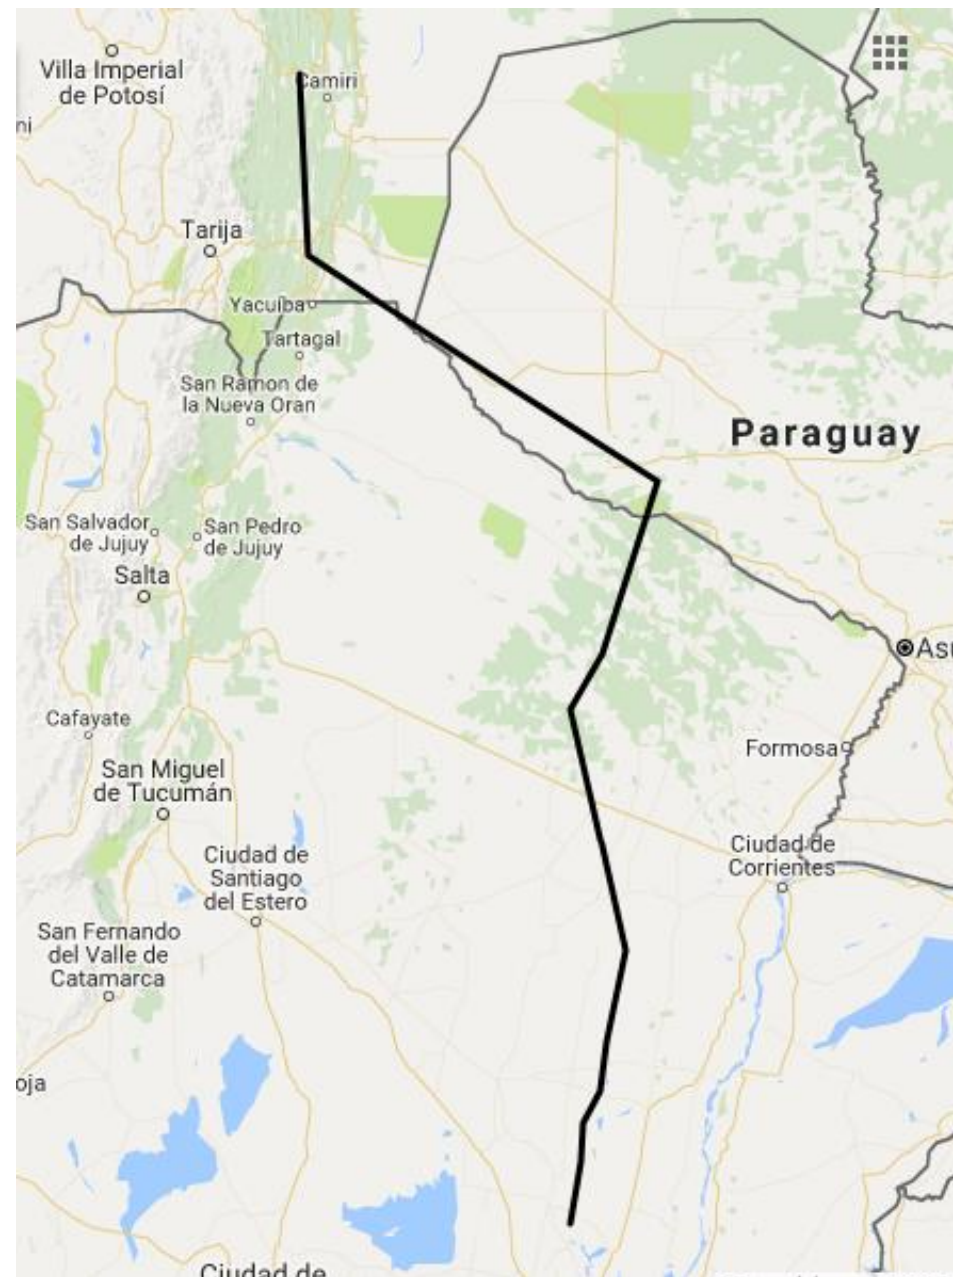 Villa Imperial
de Potosí
Camiri
ni
Tarija
Yacuiba
Tartagal
San Ramon de
la Nueva Oran
Paraguay
San Salvador
de Jujuy
San Pedro
de Jujuy
Salta
Asu
Cafayate
Formosa
San Miguel
de Tucumán
Ciudad de
Corrientes
Ciudad de
Santiago
del Estero
San Fernando
del Valle de
Catamarca
oja
Ciudad de